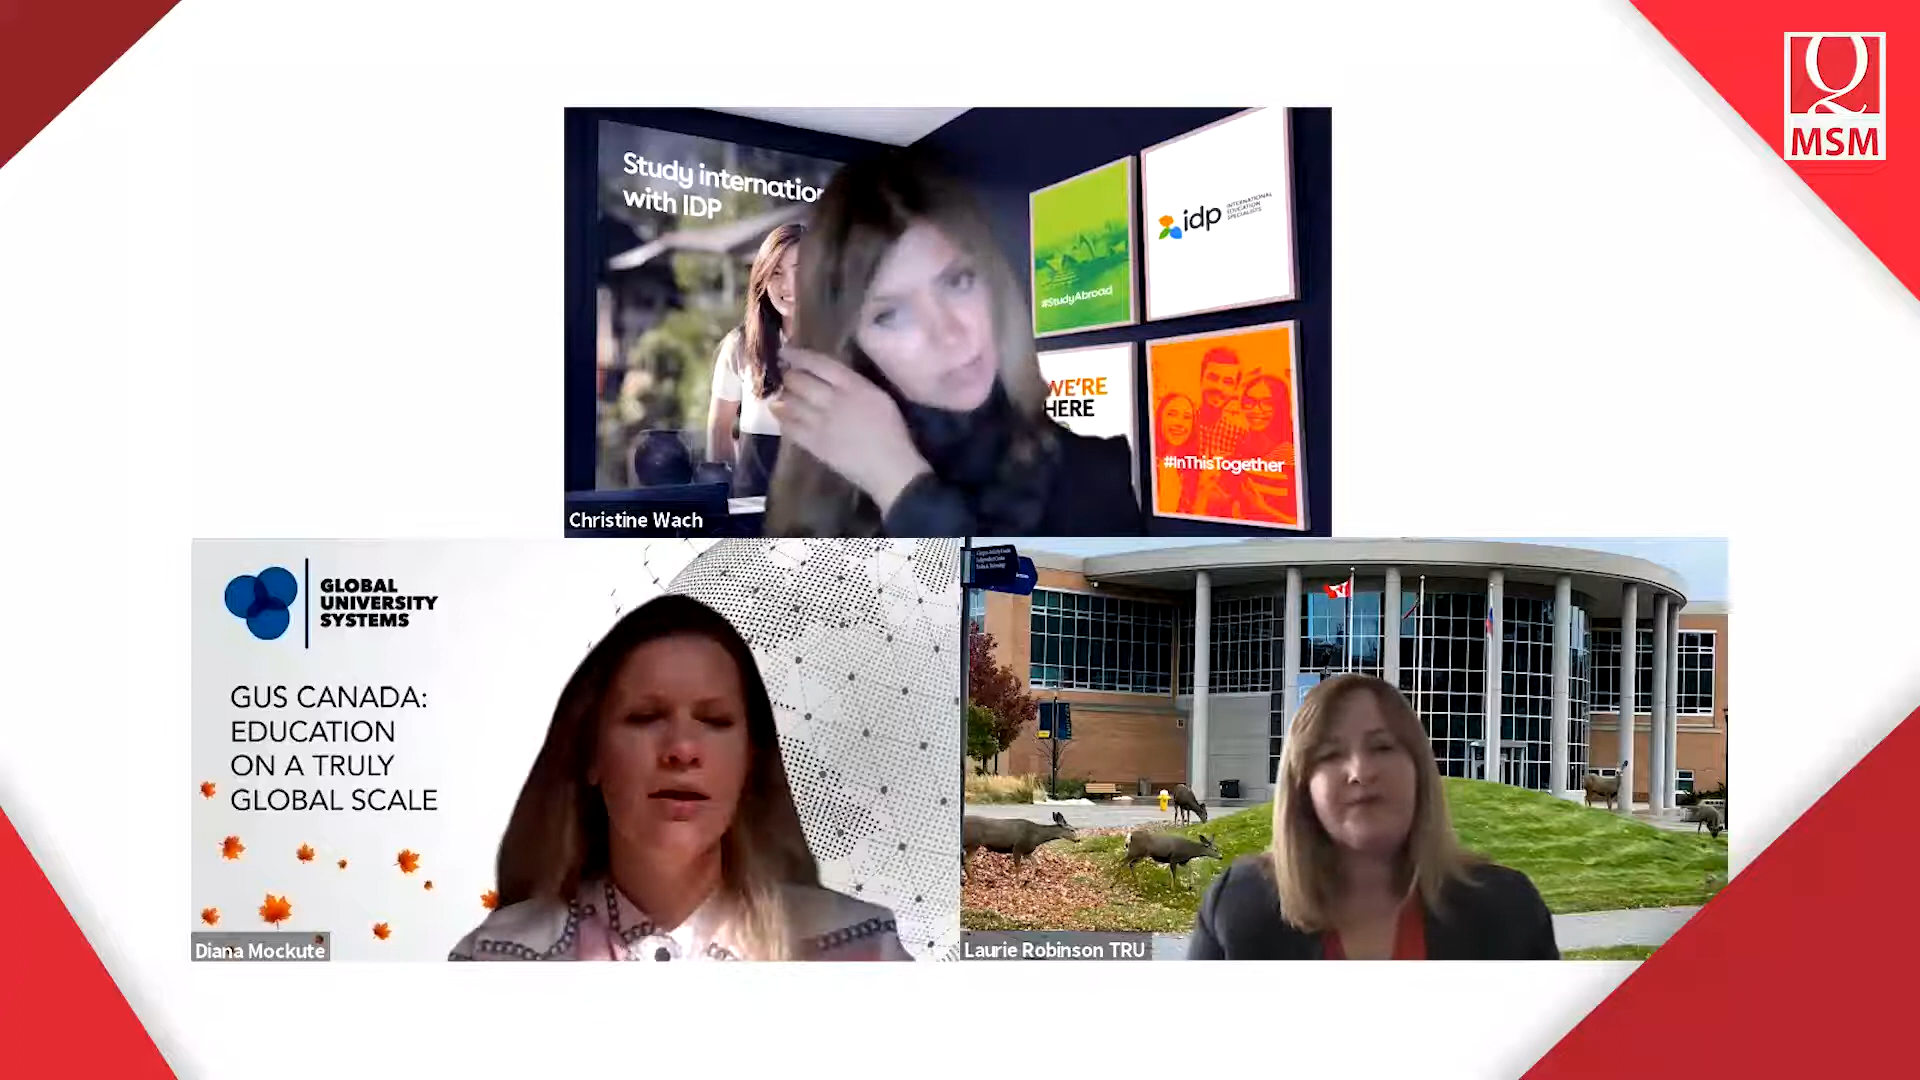 MSM
Study internatio
with IDP
idp INTERNATIONAL
EDUCATION
SPECIALISTS
#StudyAbroad
WE'RE
HERE
#InThisTogether
Christine Wach
GLOBAL
UNIVERSITY
SYSTEMS
GUS CANADA:
EDUCATION
ON A TRULY
GLOBAL SCALE
Diana Mockute
Laurie Robinson TRU